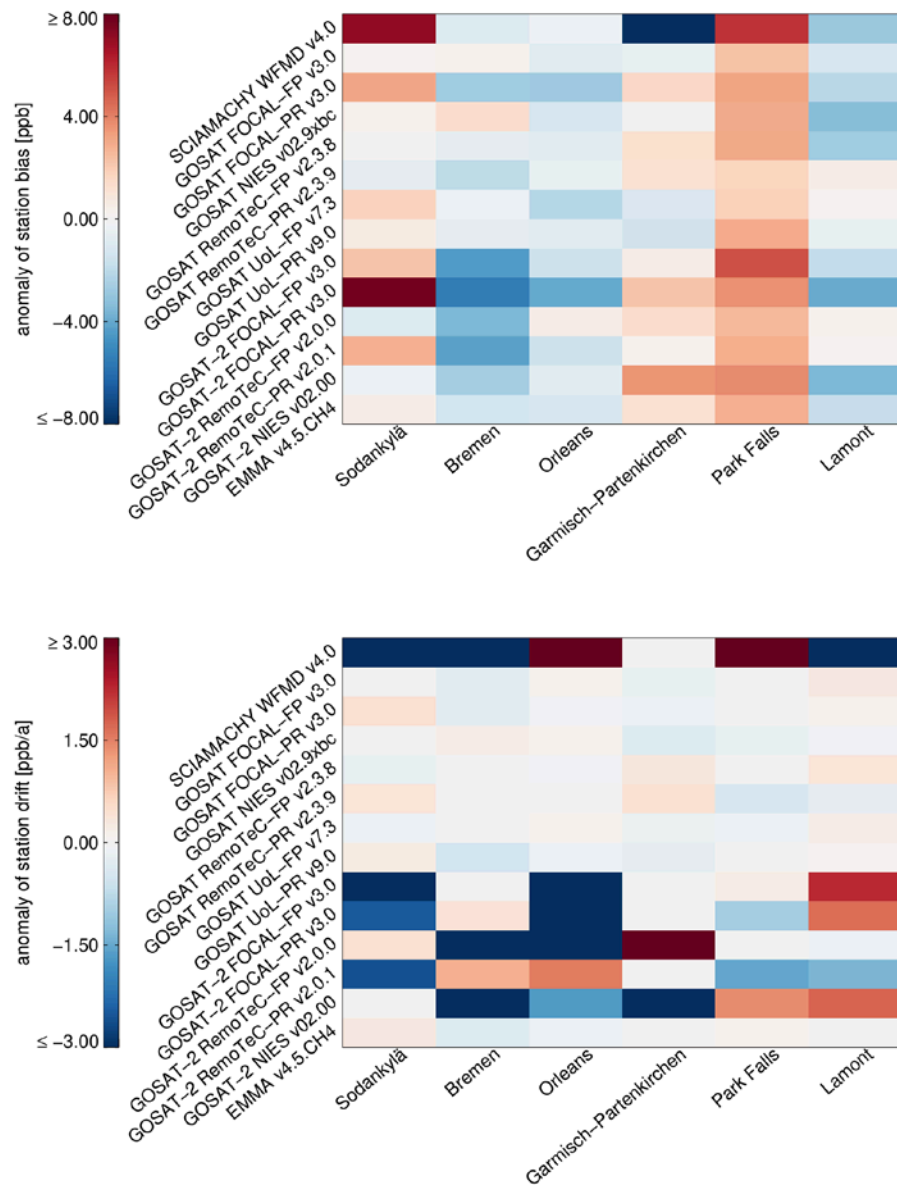 ≥ 8.00
4.00
0.00
−4.00
≤ −8.00
anomaly of station bias [ppb]
SCIAMACHY WFMD v4.0
GOSAT FOCAL−FP v3.0
GOSAT FOCAL−PR v3.0
GOSAT NIES v02.9xbc
GOSAT RemoTeC−FP v2.3.8
GOSAT RemoTeC−PR v2.3.9
GOSAT UoL−FP v7.3
GOSAT UoL−PR v9.0
GOSAT−2 FOCAL−FP v3.0
GOSAT−2 FOCAL−PR v3.0
GOSAT−2 RemoTeC−FP v2.0.0
GOSAT−2 RemoTeC−PR v2.0.1
GOSAT−2 NIES v02.00
EMMA v4.5.CH4
Sodankylä
Bremen
Orleans
Garmisch−Partenkirchen
Park Falls
Lamont
≥ 3.00
1.50
0.00
−1.50
≤ −3.00
anomaly of station drift [ppb/a]
SCIAMACHY WFMD v4.0
GOSAT FOCAL−FP v3.0
GOSAT FOCAL−PR v3.0
GOSAT NIES v02.9xbc
GOSAT RemoTeC−FP v2.3.8
GOSAT RemoTeC−PR v2.3.9
GOSAT UoL−FP v7.3
GOSAT UoL−PR v9.0
GOSAT−2 FOCAL−FP v3.0
GOSAT−2 FOCAL−PR v3.0
GOSAT−2 RemoTeC−FP v2.0.0
GOSAT−2 RemoTeC−PR v2.0.1
GOSAT−2 NIES v02.00
EMMA v4.5.CH4
Sodankylä
Bremen
Orleans
Garmisch−Partenkirchen
Park Falls
Lamont